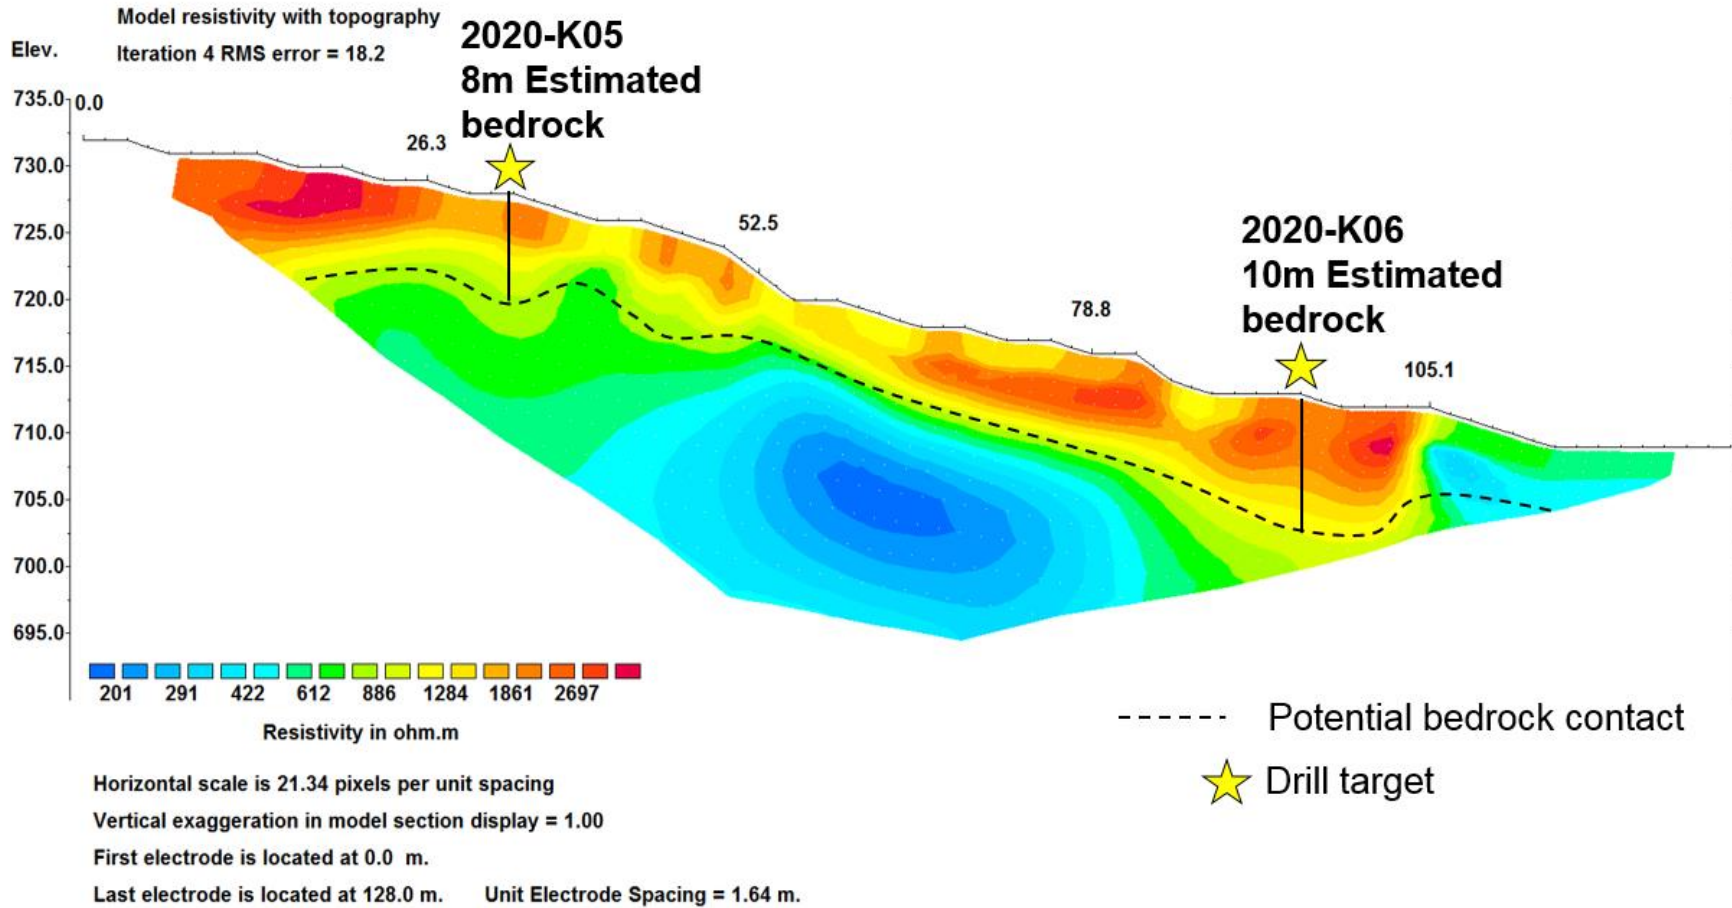 Model resistivity with topography
Elev.
Iteration 4 RMS error = 18.2
2020-K05
8m Estimated
bedrock
735.0
0.0
26.3
730.0
725.0
52.5
2020-K06
10m Estimated
bedrock
720.0
78.8
715.0
105.1
710.0
705.0
700.0
695.0
201 291 422 612 886 1284 1861 2697
Resistivity in ohm.m
Potential bedrock contact
Drill target
Horizontal scale is 21.34 pixels per unit spacing
Vertical exaggeration in model section display = 1.00
First electrode is located at 0.0 m.
Last electrode is located at 128.0 m. Unit Electrode Spacing = 1.64 m.